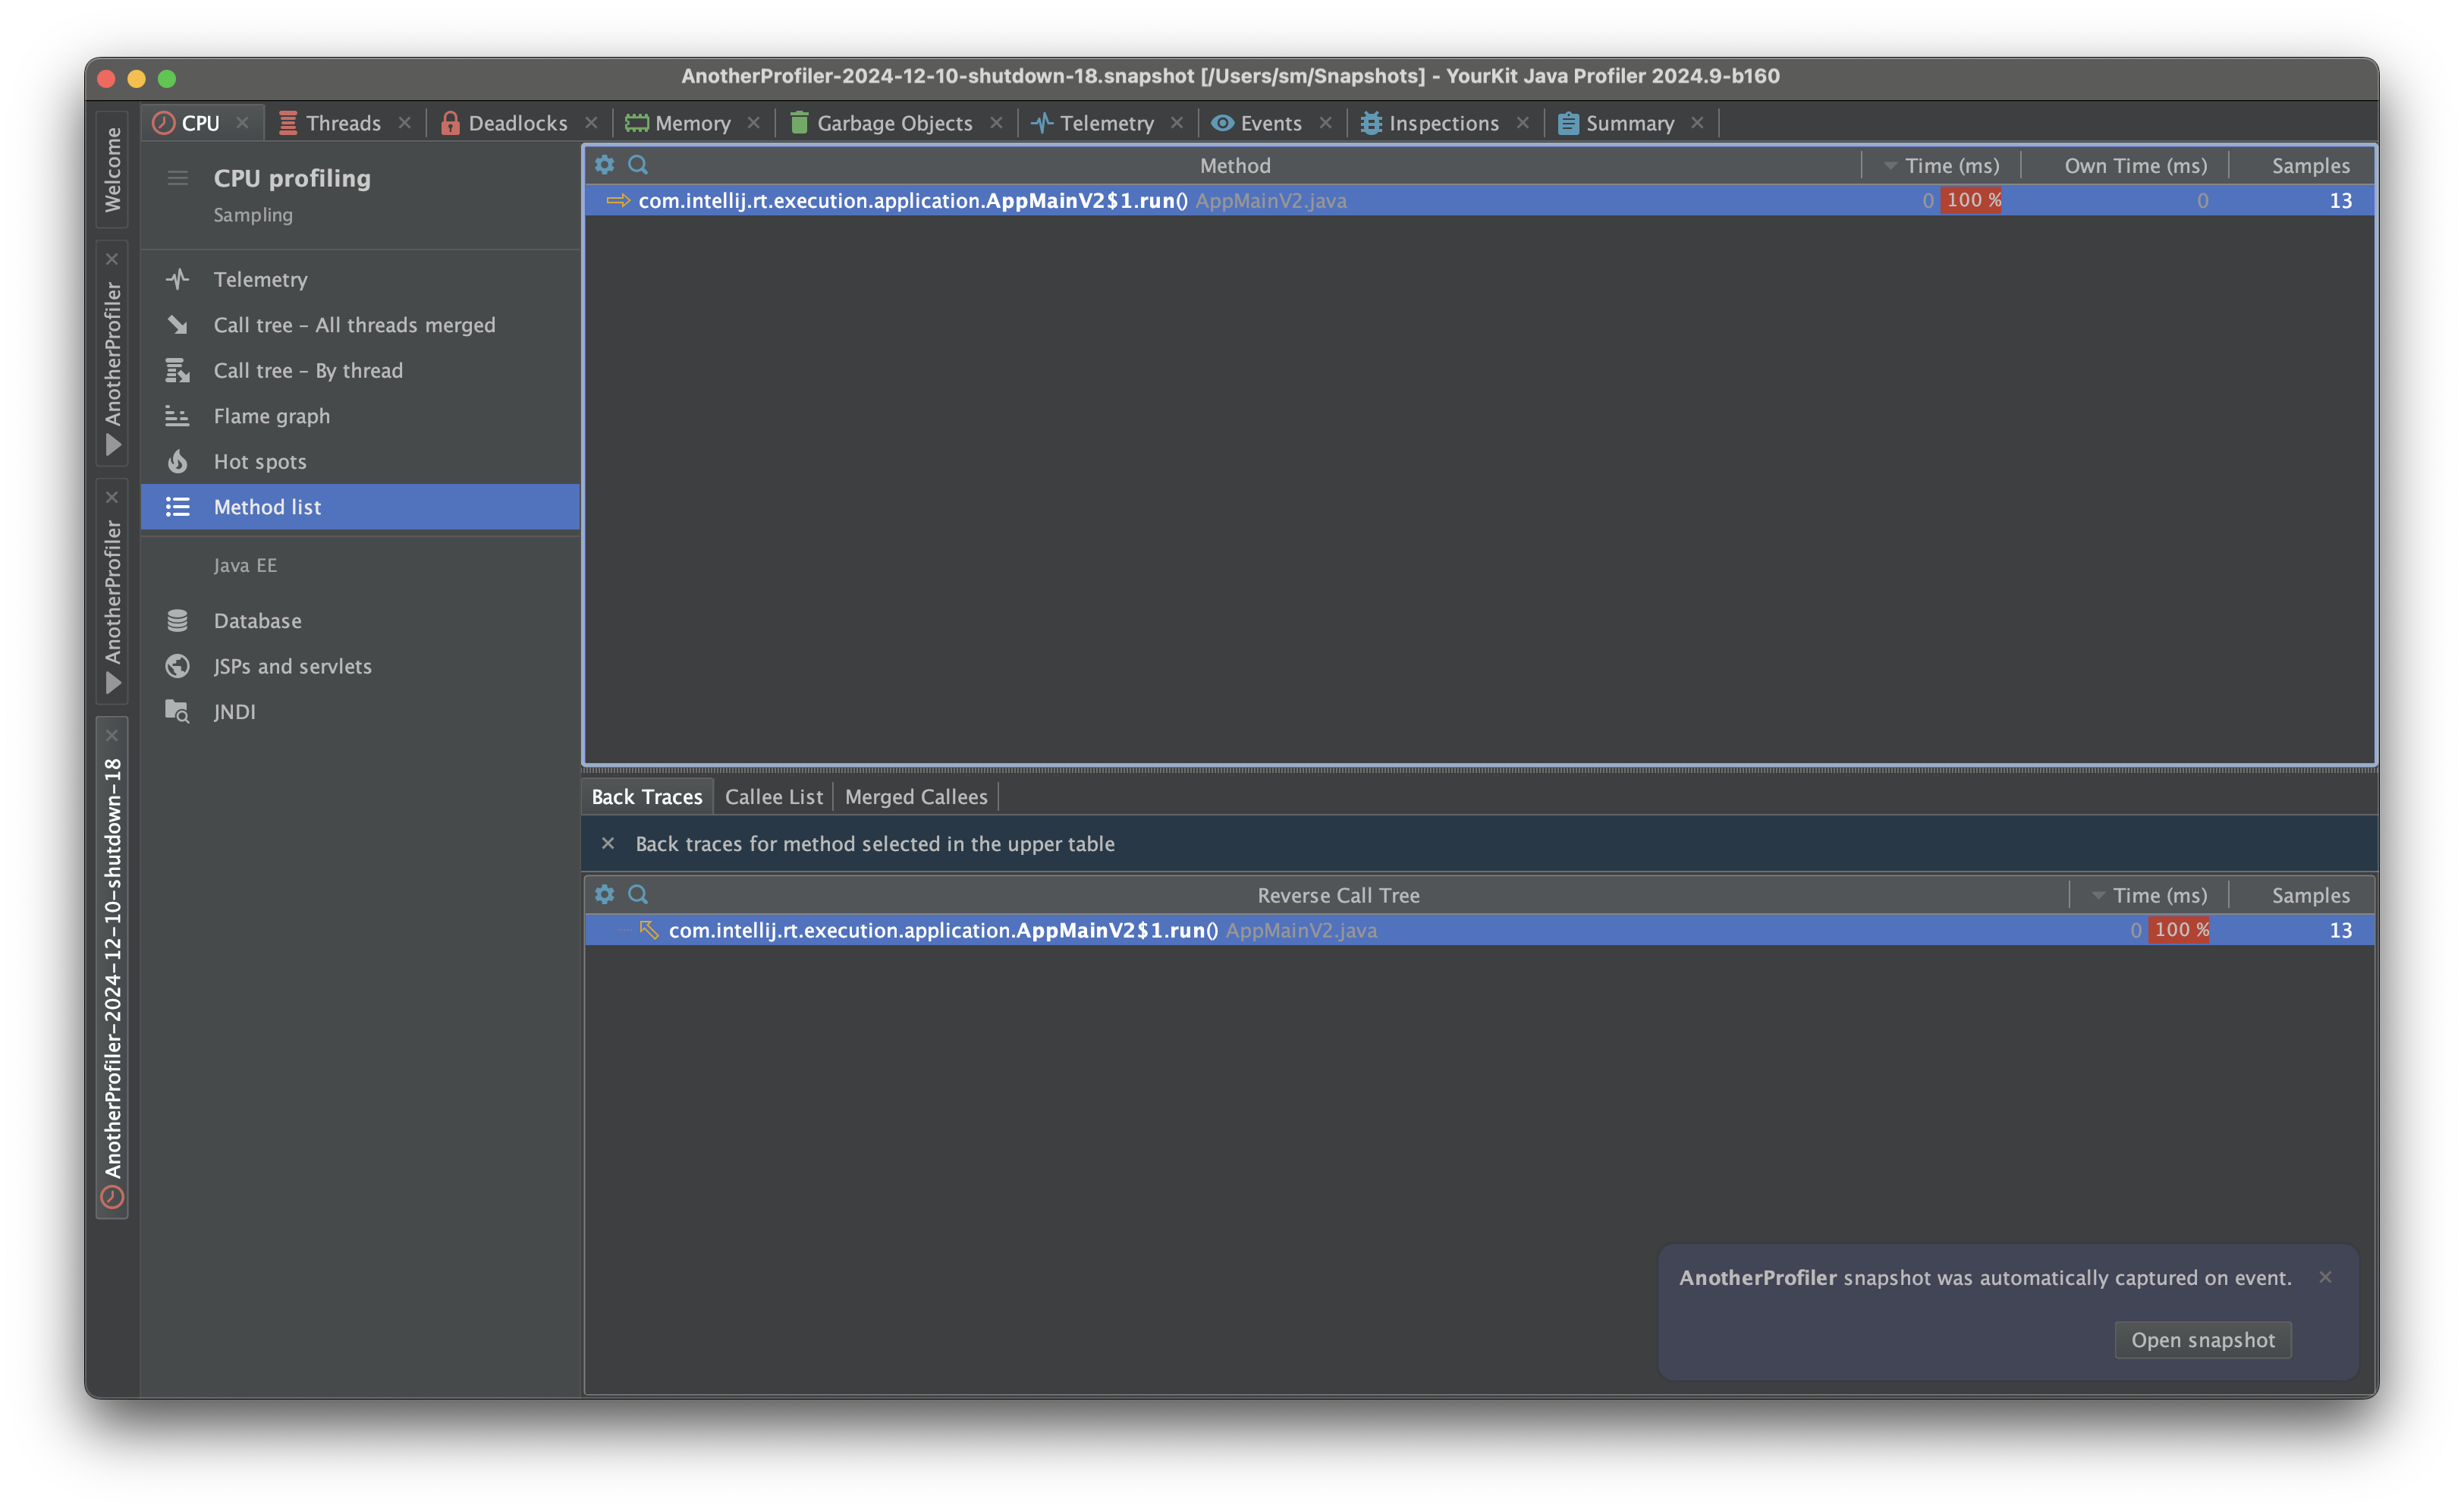 AnotherProfiler-2024-12-10-shutdown-18.snapshot [/Users/sm/Snapshots] - YourKit Java Profiler 2024.9-b160
Welcome
AnotherProfiler
AnotherProfiler
AnotherProfiler-2024-12-10-shutdown-18
CPU Threads Deadlocks Memory Garbage Objects Telemetry Events Inspections Summary
CPU profiling
Sampling
Telemetry
Call tree – All threads merged
Call tree – By thread
Flame graph
Hot spots
Method list
Java EE
Database
JSPs and servlets
JNDI
Method Time (ms) Own Time (ms) Samples
com.intellij.rt.execution.application.AppMainV2$1.run() AppMainV2.java 0 100 % 0 13
Back Traces Callee List Merged Callees
Back traces for method selected in the upper table
Reverse Call Tree Time (ms) Samples
com.intellij.rt.execution.application.AppMainV2$1.run() AppMainV2.java 0 100 % 13
AnotherProfiler snapshot was automatically captured on event.
Open snapshot